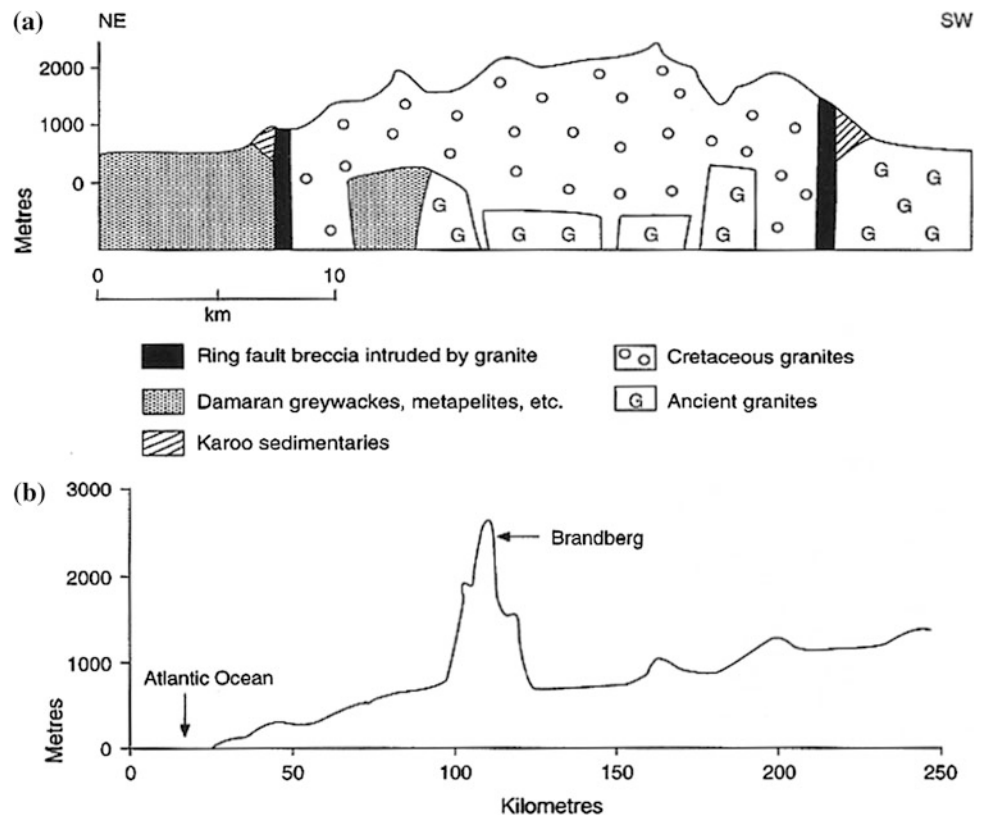 (a) NE SW
2000
1000
0
Metres
0 10
km
G G G G G G G G G G G G
Ring fault breccia intruded by granite
Cretaceous granites
Damaran greywackes, metapelites, etc.
G Ancient granites
Karoo sedimentaries
(b)
3000
Brandberg
2000
1000
Atlantic Ocean
Metres
0
0 50 100 150 200 250
Kilometres